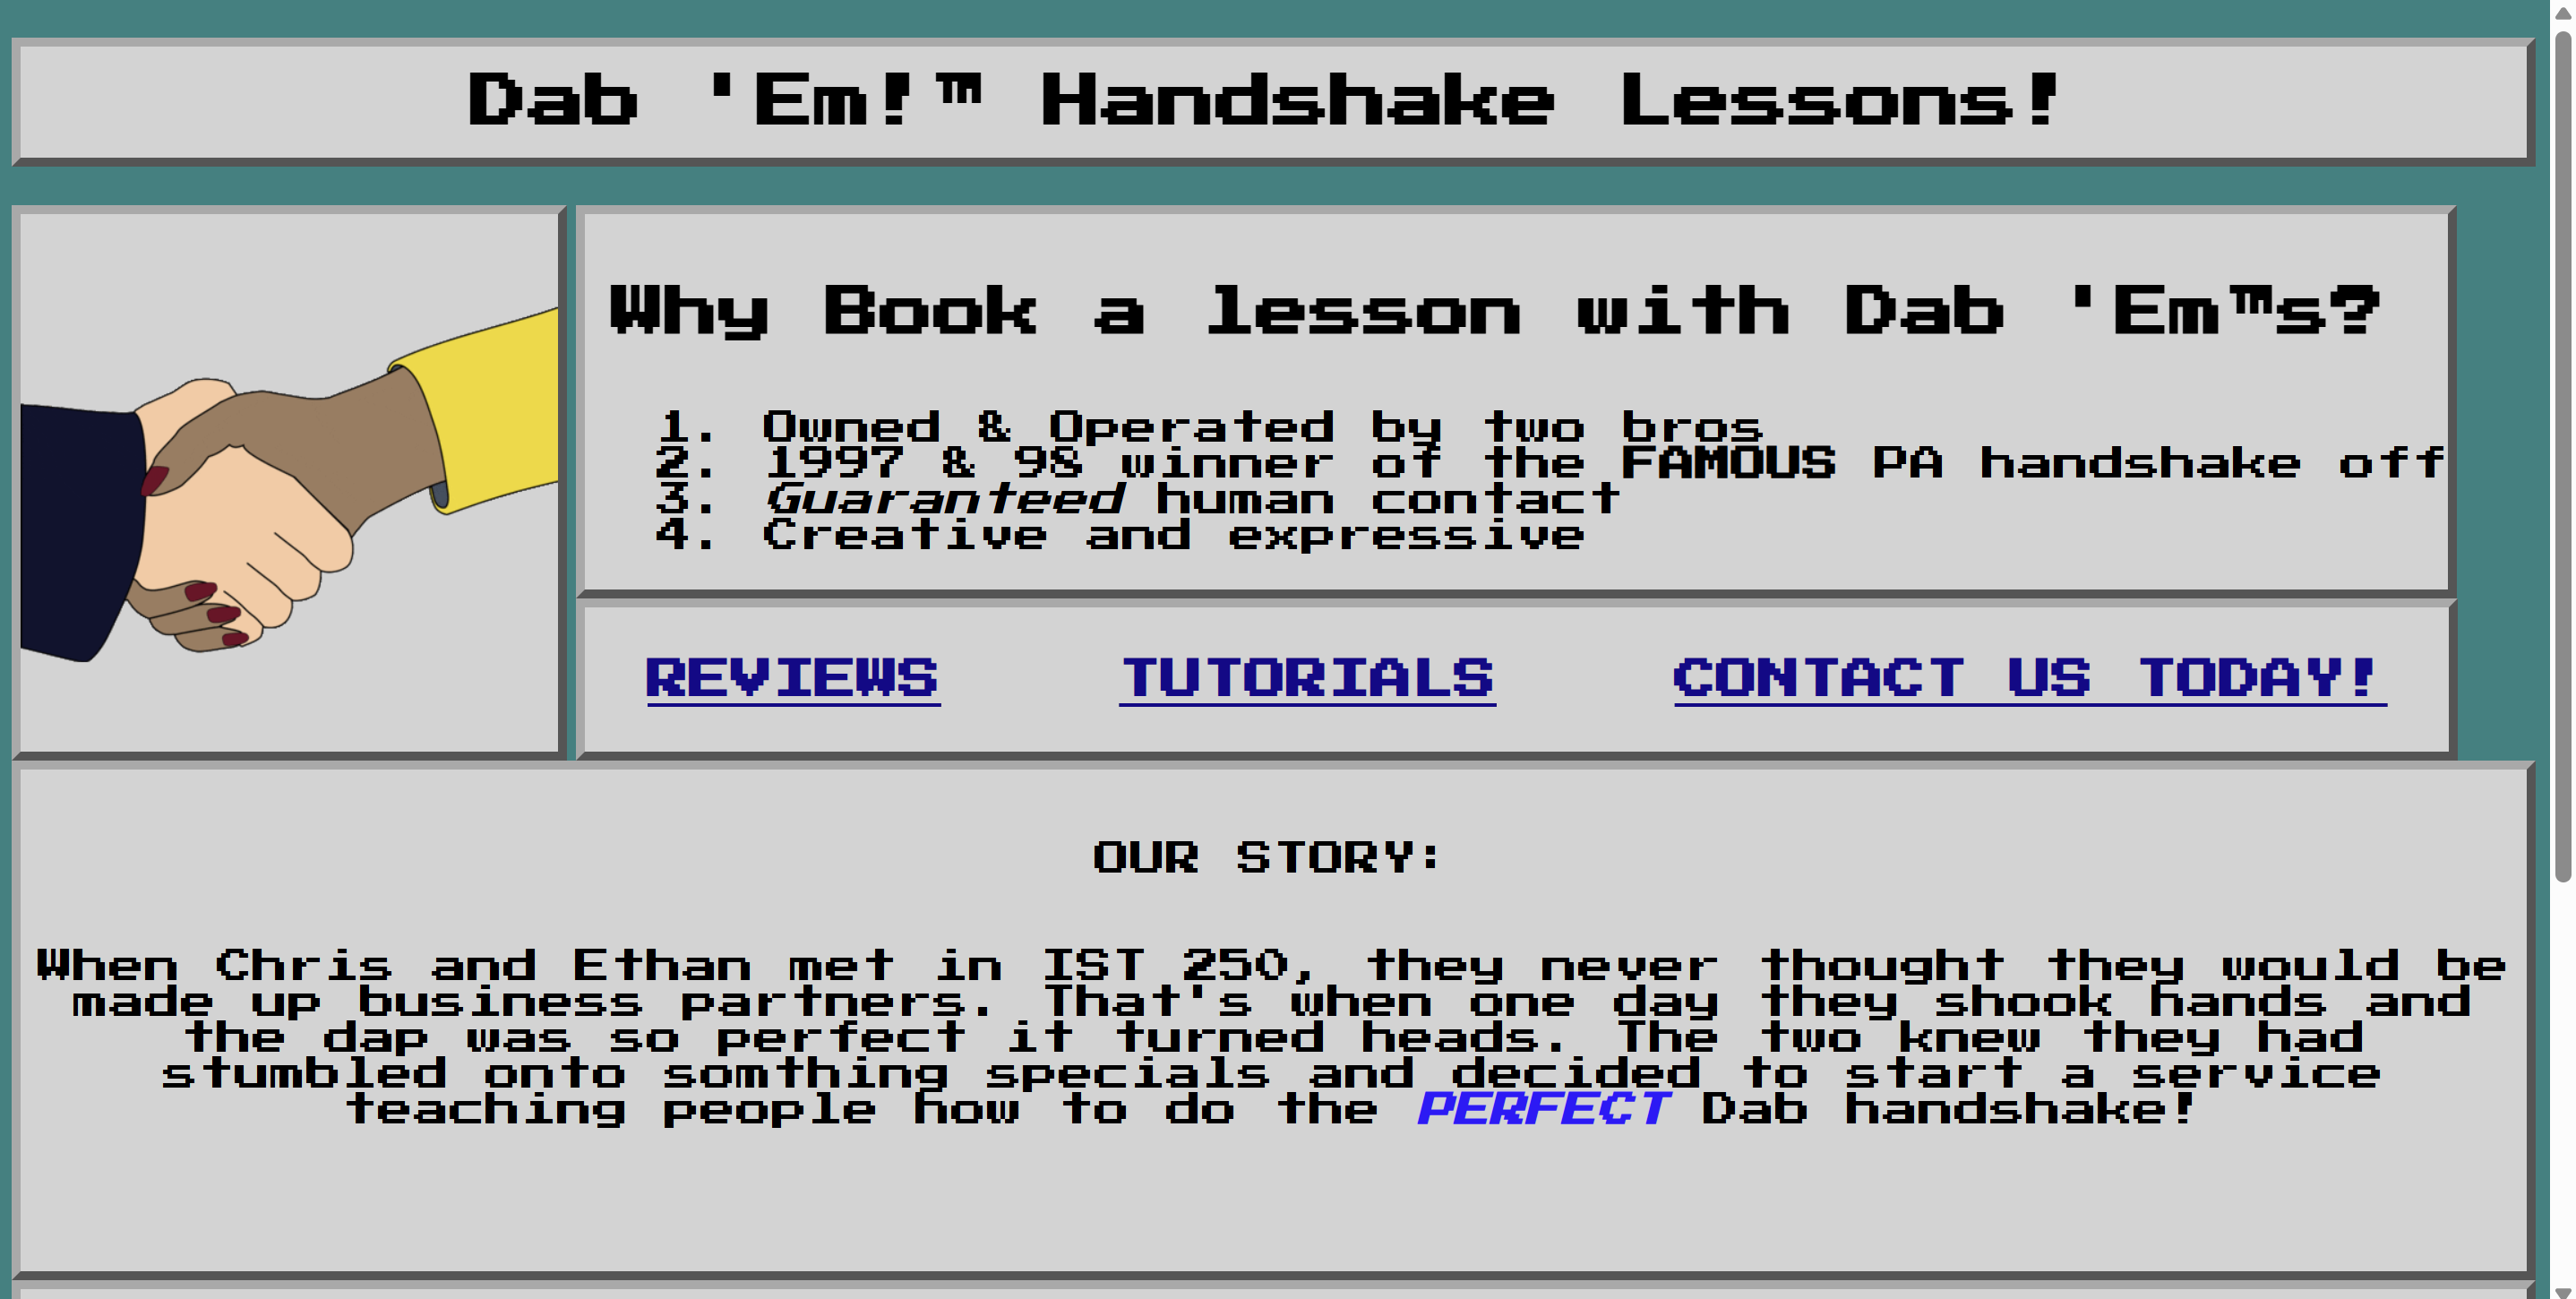 Dab 'Em!™ Handshake Lessons!
Why Book a lesson with Dab 'Em™s?
1. Owned & Operated by two bros
2. 1997 & 98 winner of the FAMOUS PA handshake off
3. Guaranteed human contact
4. Creative and expressive
REVIEWS TUTORIALS CONTACT US TODAY!
OUR STORY:
When Chris and Ethan met in IST 250, they never thought they would be
made up business partners. That's when one day they shook hands and
the dap was so perfect it turned heads. The two knew they had
stumbled onto somthing specials and decided to start a service
teaching people how to do the PERFECT Dab handshake!